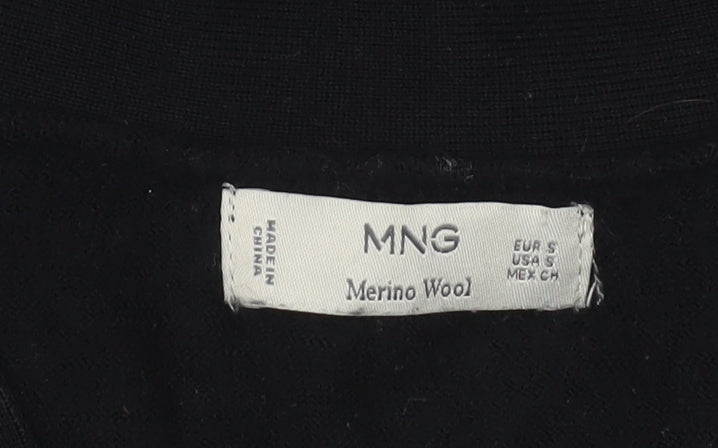 MADE IN
CHINA
MNG
Merino Wool
EUR S
USA S
MEX CH